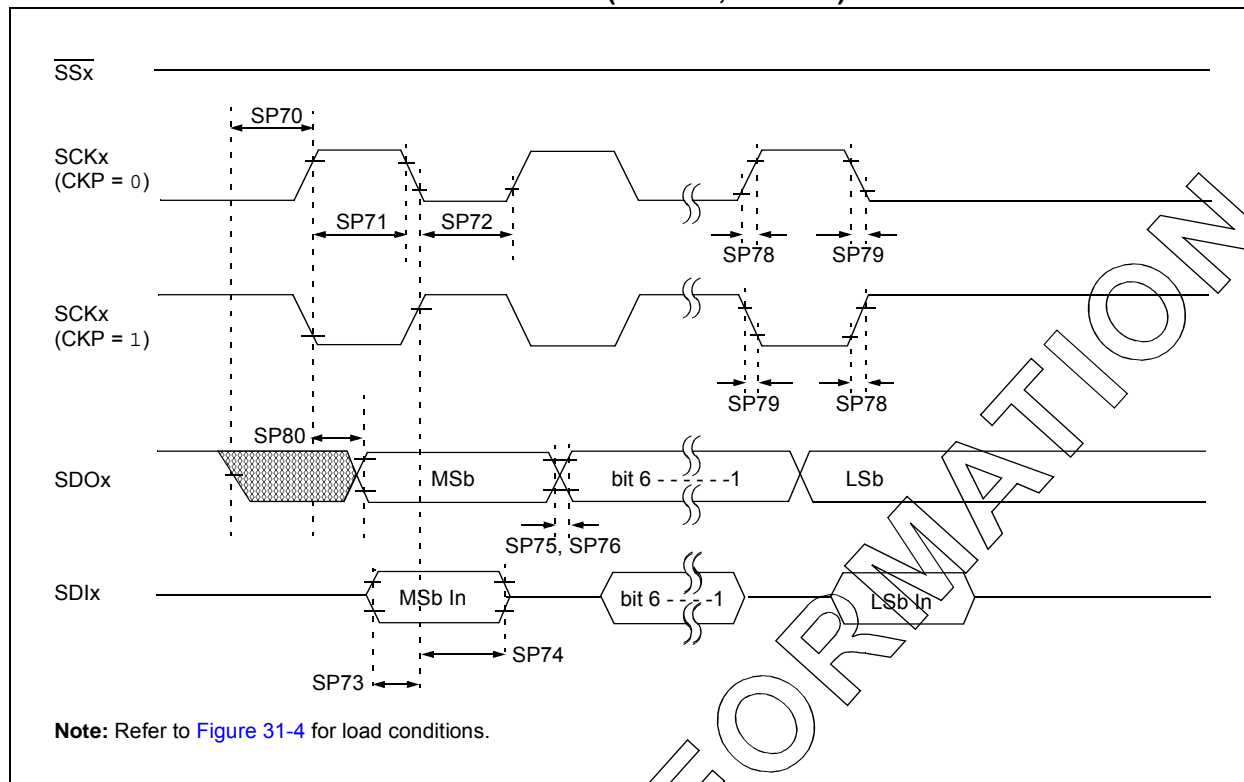 SSx
SP70
SCKx
(CKP = 0)
SP71
SP72
SP78
SP79
SCKx
(CKP = 1)
SP79
SP78
SP80
SDOx
MSb
bit 6 - - - - - -1
LSb
SP75, SP76
SDIx
MSb In
bit 6 - - - - -1
LSb In
SP74
SP73
Note: Refer to Figure 31-4 for load conditions.
FORMATION